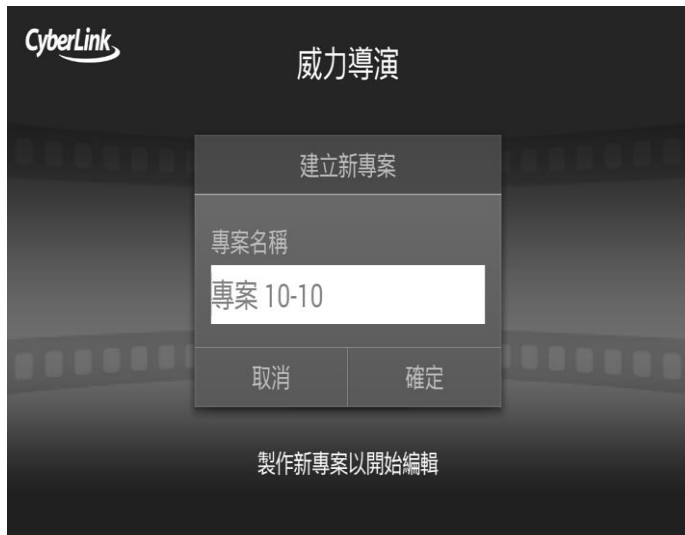 CyberLink
威力導演
建立新專案
專案名稱
專案 10-10
取消 確定
製作新專案以開始編輯